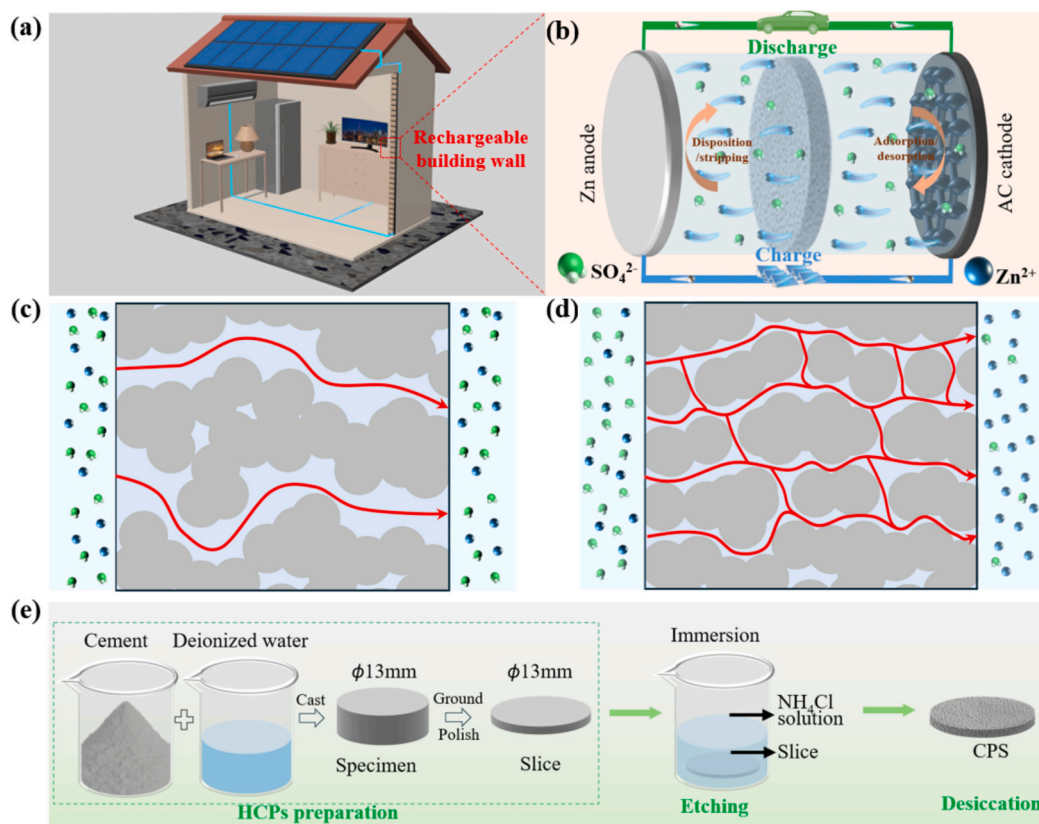 (a)
Rechargeable
building wall
(b)
Discharge
Zn anode
Disposition
/stripping
Adsorption/
desorption
AC cathode
Charge
SO₄²⁻
Zn²⁺
(c)
(d)
(e)
Cement
Deionized water
Cast
ϕ13mm
Specimen
Ground
Polish
ϕ13mm
Slice
HCPs preparation
Immersion
NH₄Cl
solution
Slice
Etching
CPS
Desiccation